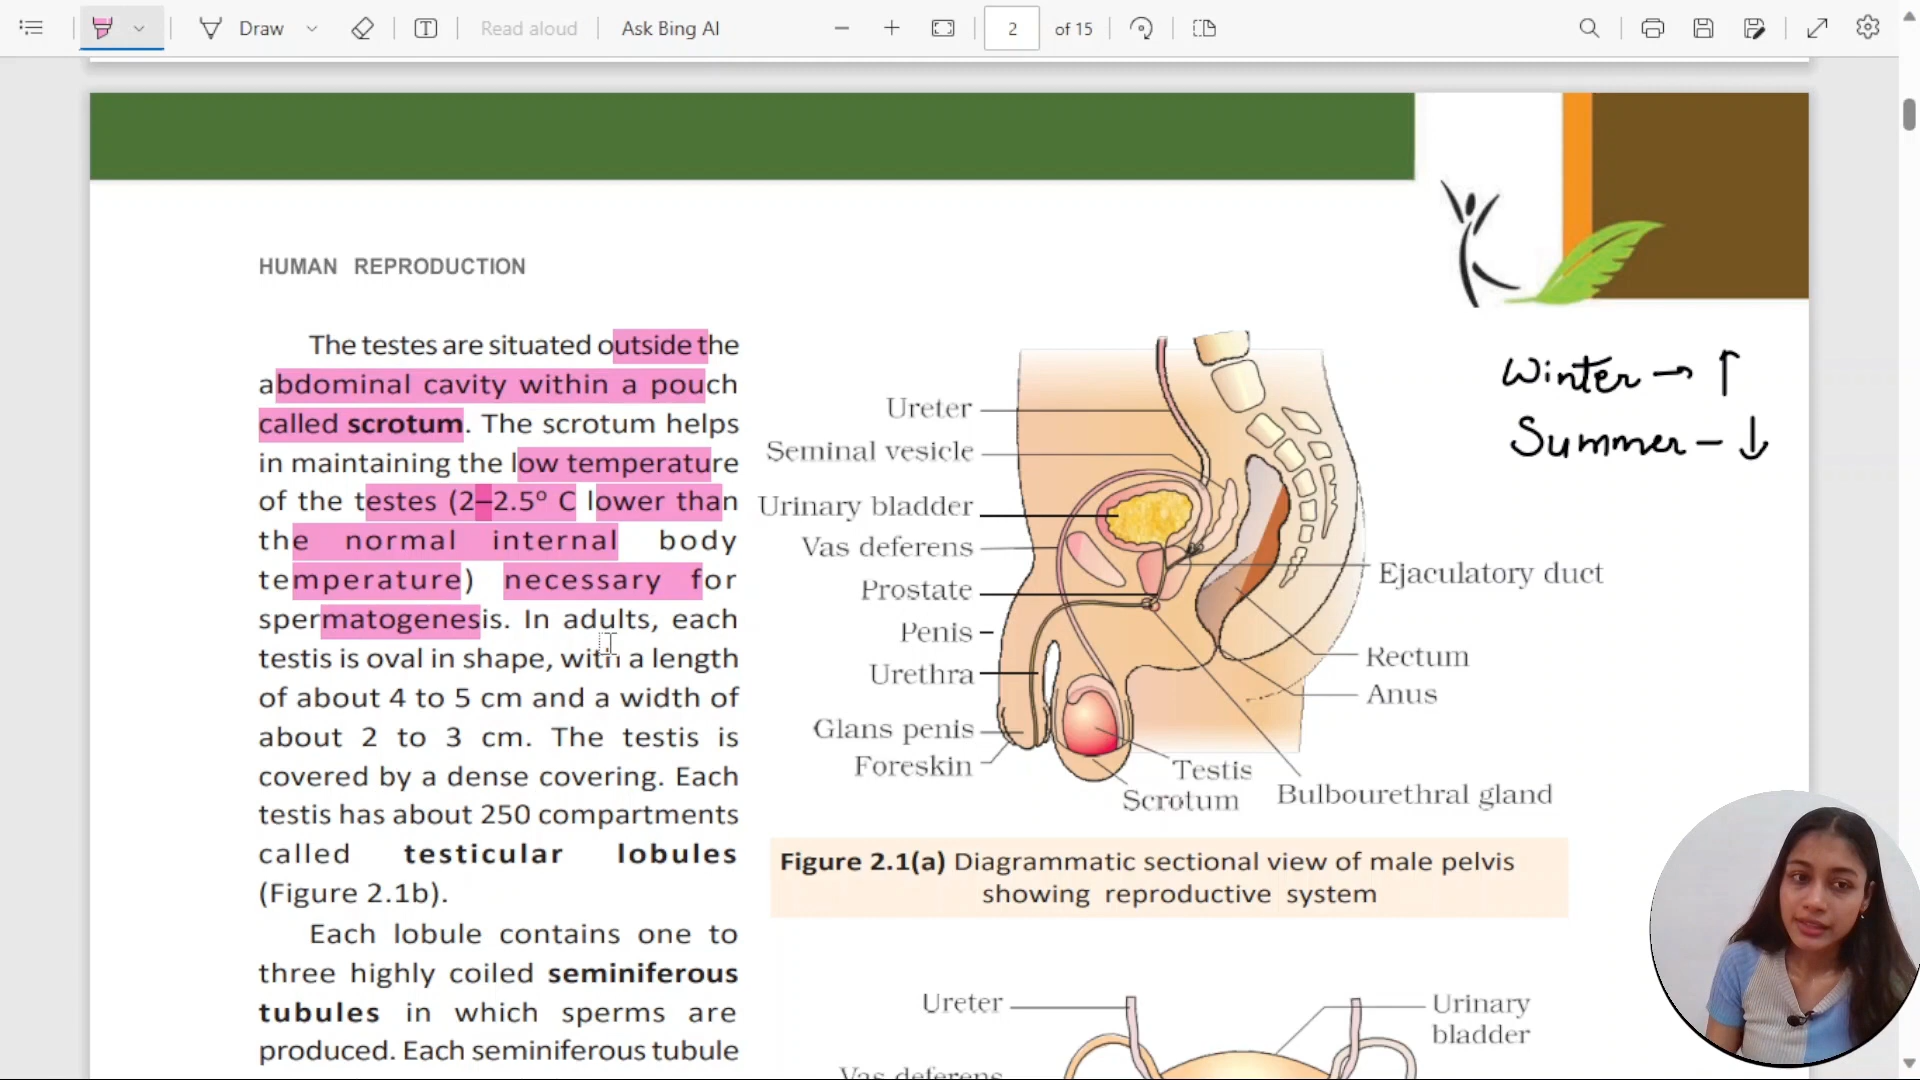 Draw
Read aloud
Ask Bing AI
2
of 15
HUMAN REPRODUCTION
The testes are situated outside the
abdominal cavity within a pouch
called scrotum. The scrotum helps
in maintaining the low temperature
of the testes (2–2.5° C lower than
the normal internal body
temperature) necessary for
spermatogenesis. In adults, each
testis is oval in shape, with a length
of about 4 to 5 cm and a width of
about 2 to 3 cm. The testis is
covered by a dense covering. Each
testis has about 250 compartments
called testicular lobules
(Figure 2.1b).
Each lobule contains one to
three highly coiled seminiferous
tubules in which sperms are
produced. Each seminiferous tubule
Ureter
Seminal vesicle
Urinary bladder
Vas deferens
Prostate
Penis
Urethra
Glans penis
Foreskin
Ejaculatory duct
Rectum
Anus
Testis
Scrotum
Bulbourethral gland
Winter → ↑
Summer – ↓
Figure 2.1(a) Diagrammatic sectional view of male pelvis
showing reproductive system
Ureter
Urinary
bladder
Vas deferens